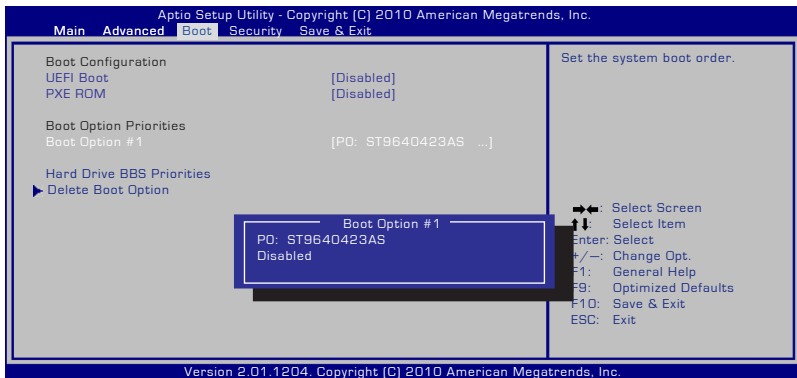 Aptio Setup Utility - Copyright (C) 2010 American Megatrends, Inc.
Main Advanced Boot Security Save & Exit
Boot Configuration
UEFI Boot [Disabled]
PXE ROM [Disabled]
Boot Option Priorities
Boot Option #1 [P0: ST9640423AS ...]
Hard Drive BBS Priorities
Delete Boot Option
Boot Option #1
P0: ST9640423AS
Disabled
Set the system boot order.
→←: Select Screen
↑↓: Select Item
Enter: Select
+/—: Change Opt.
F1: General Help
F9: Optimized Defaults
F10: Save & Exit
ESC: Exit
Version 2.01.1204. Copyright (C) 2010 American Megatrends, Inc.